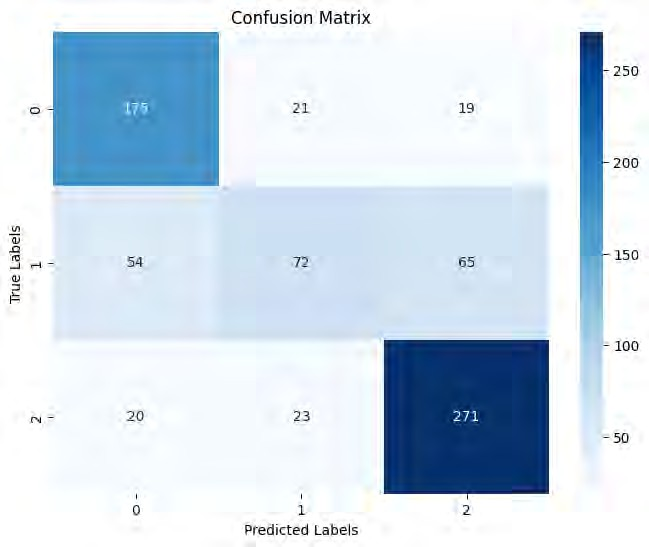 Confusion Matrix
0 175 21 19
1 54 72 65
2 20 23 271
0 1 2
Predicted Labels
True Labels
250
200
150
100
50